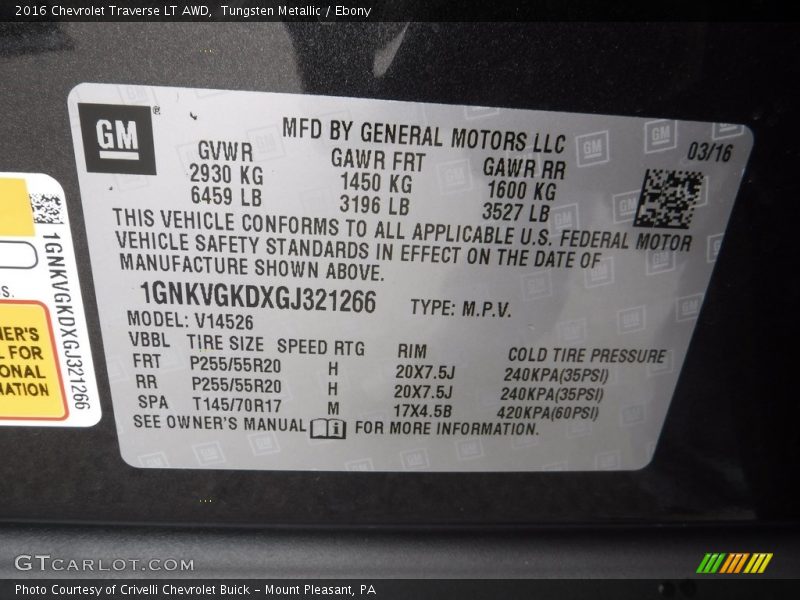 2016 Chevrolet Traverse LT AWD, Tungsten Metallic / Ebony
GM®
MFD BY GENERAL MOTORS LLC
03/16
GVWR GAWR FRT GAWR RR
2930 KG 1450 KG 1600 KG
6459 LB 3196 LB 3527 LB
THIS VEHICLE CONFORMS TO ALL APPLICABLE U.S. FEDERAL MOTOR
VEHICLE SAFETY STANDARDS IN EFFECT ON THE DATE OF
MANUFACTURE SHOWN ABOVE.
1GNKVGKDXGJ321266 TYPE: M.P.V.
MODEL: V14526
VBBL TIRE SIZE SPEED RTG RIM COLD TIRE PRESSURE
FRT P255/55R20 H 20X7.5J 240KPA(35PSI)
RR P255/55R20 H 20X7.5J 240KPA(35PSI)
SPA T145/70R17 M 17X4.5B 420KPA(60PSI)
SEE OWNER'S MANUAL FOR MORE INFORMATION.
1GNKVGKDXGJ321266
S.
NER'S
L FOR
ONAL
MATION
GTCARLOT.COM
Photo Courtesy of Crivelli Chevrolet Buick – Mount Pleasant, PA